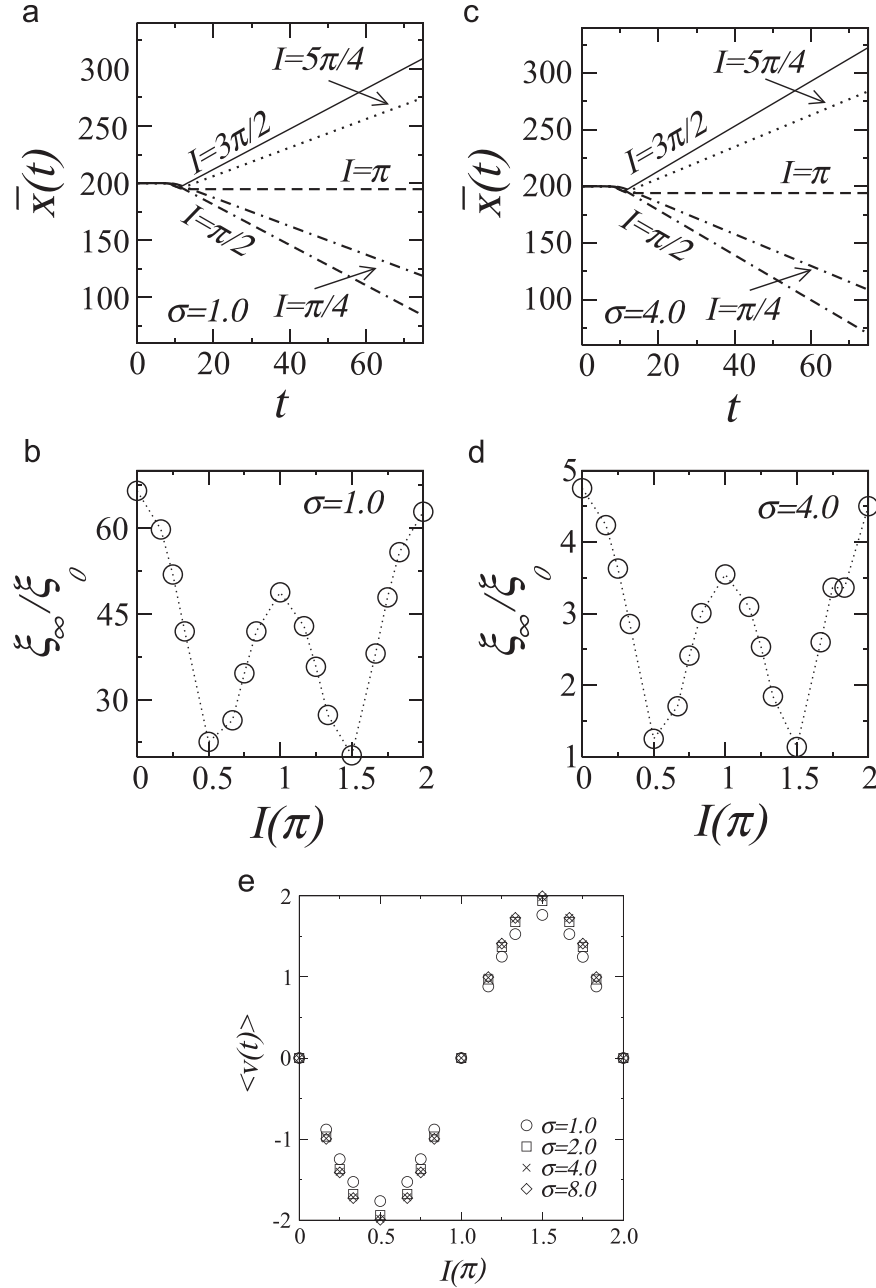 a
300
250
200
150
100
x̄(t)
I=5π/4
I=3π/2
I=π
I=π/2
I=π/4
σ=1.0
0 20 40 60
t
c
300
250
200
150
100
x̄(t)
I=5π/4
I=3π/2
I=π
I=π/2
I=π/4
σ=4.0
0 20 40 60
t
b
60
45
30
ξ∞/ξ0
σ=1.0
0 0.5 1 1.5 2
I(π)
d
5
4
3
2
1
ξ∞/ξ0
σ=4.0
0 0.5 1 1.5 2
I(π)
e
2
1
0
-1
-2
<v(t)>
σ=1.0
σ=2.0
σ=4.0
σ=8.0
0 0.5 1.0 1.5 2.0
I(π)